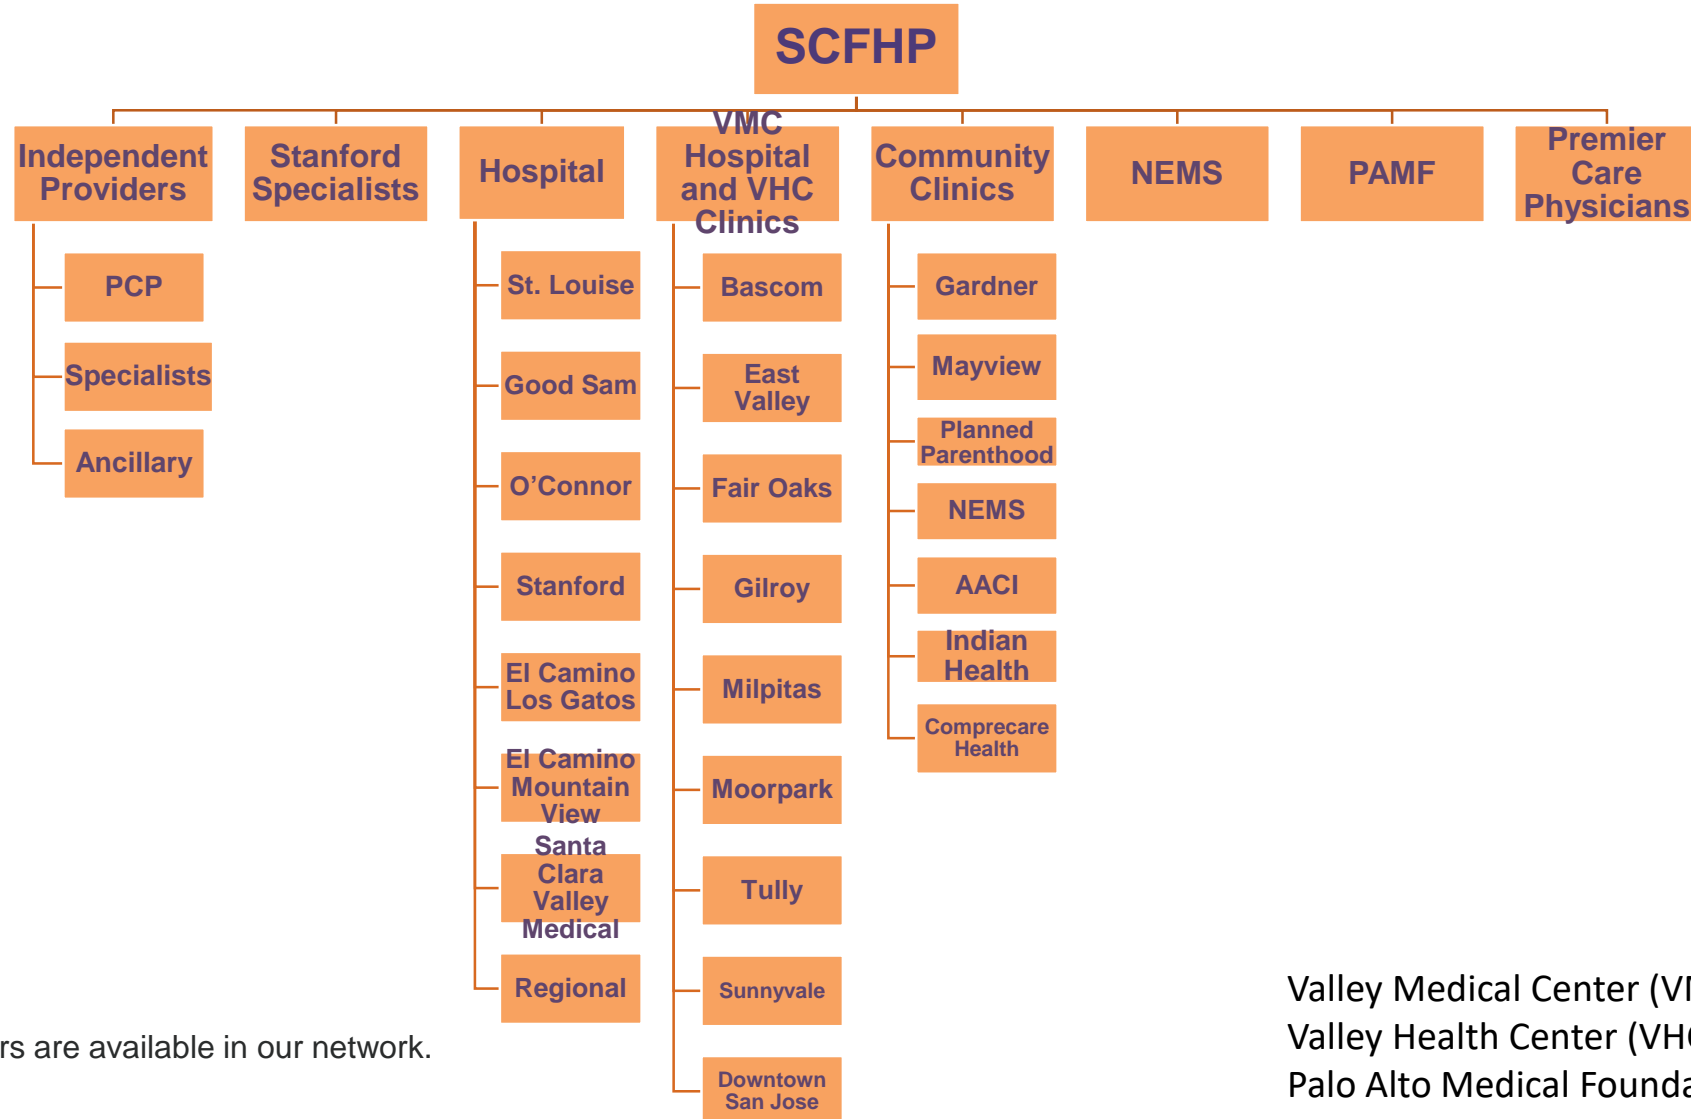 SCFHP
Independent
Providers
PCP
Specialists
Ancillary
Stanford
Specialists
Hospital
St. Louise
Good Sam
O’Connor
Stanford
El Camino
Los Gatos
El Camino
Mountain
View
Santa
Clara
Valley
Medical
Regional
VMC
Hospital
and VHC
Clinics
Bascom
East
Valley
Fair Oaks
Gilroy
Milpitas
Moorpark
Tully
Sunnyvale
Downtown
San Jose
Community
Clinics
Gardner
Mayview
Planned
Parenthood
NEMS
AACI
Indian
Health
Comprecare
Health
NEMS
PAMF
Premier
Care
Physicians
are available in our network.
Valley Medical Center
Valley Health Center
Palo Alto Medical